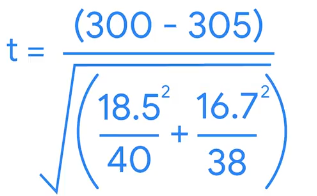 (300 - 305)
t =
18.5² + 16.7²
40 38